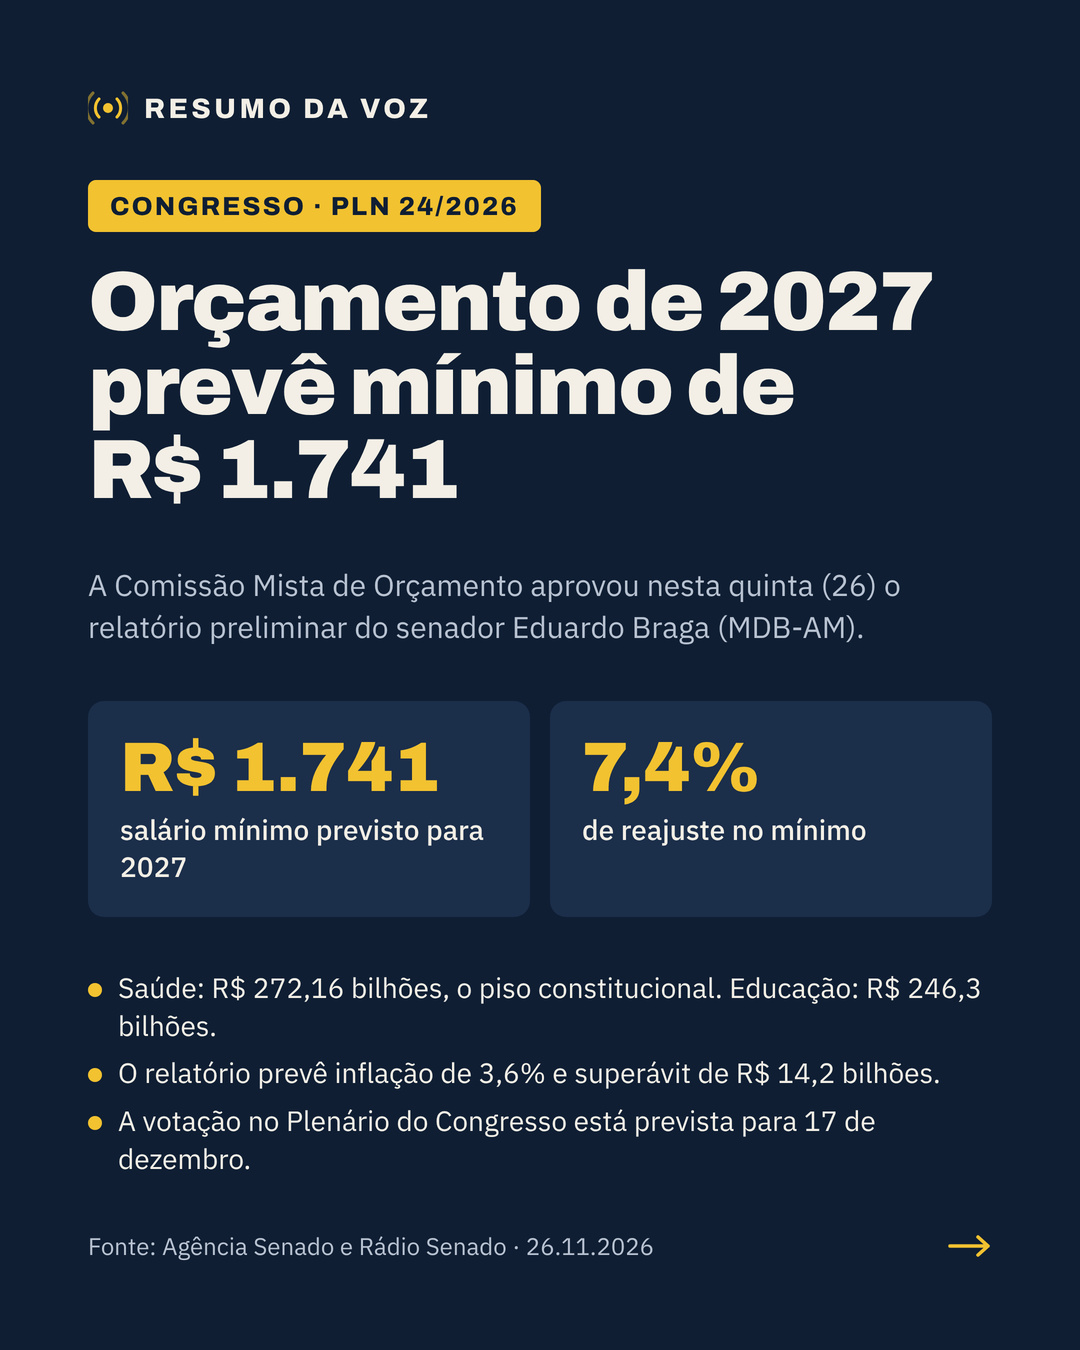 RESUMO DA VOZ
CONGRESSO · PLN 24/2026
Orçamento de 2027
prevê mínimo de
R$ 1.741
A Comissão Mista de Orçamento aprovou nesta quinta (26) o
relatório preliminar do senador Eduardo Braga (MDB-AM).
R$ 1.741
salário mínimo previsto para
2027
7,4%
de reajuste no mínimo
Saúde: R$ 272,16 bilhões, o piso constitucional. Educação: R$ 246,3
bilhões.
O relatório prevê inflação de 3,6% e superávit de R$ 14,2 bilhões.
A votação no Plenário do Congresso está prevista para 17 de
dezembro.
Fonte: Agência Senado e Rádio Senado · 26.11.2026